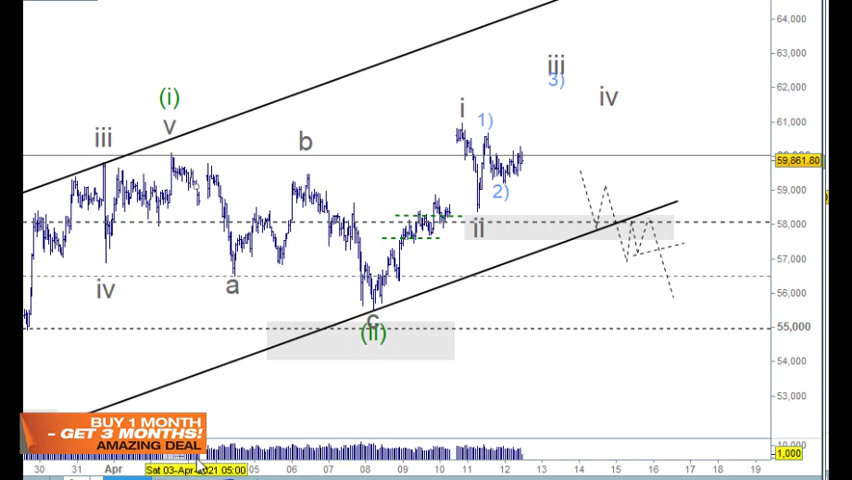 64,000
63,000
62,000
61,000
59,861.80
59,000
58,000
57,000
56,000
55,000
54,000
53,000
10,000
1,000
iii
(i)
v
iv
b
a
c
(ii)
i
1)
2)
ii
iii
3)
iv
BUY 1 MONTH
- GET 3 MONTHS!
AMAZING DEAL
30 31 Apr Sat 03-Apr-2021 05:00 05 06 07 08 09 10 11 12 13 14 15 16 17 18 19